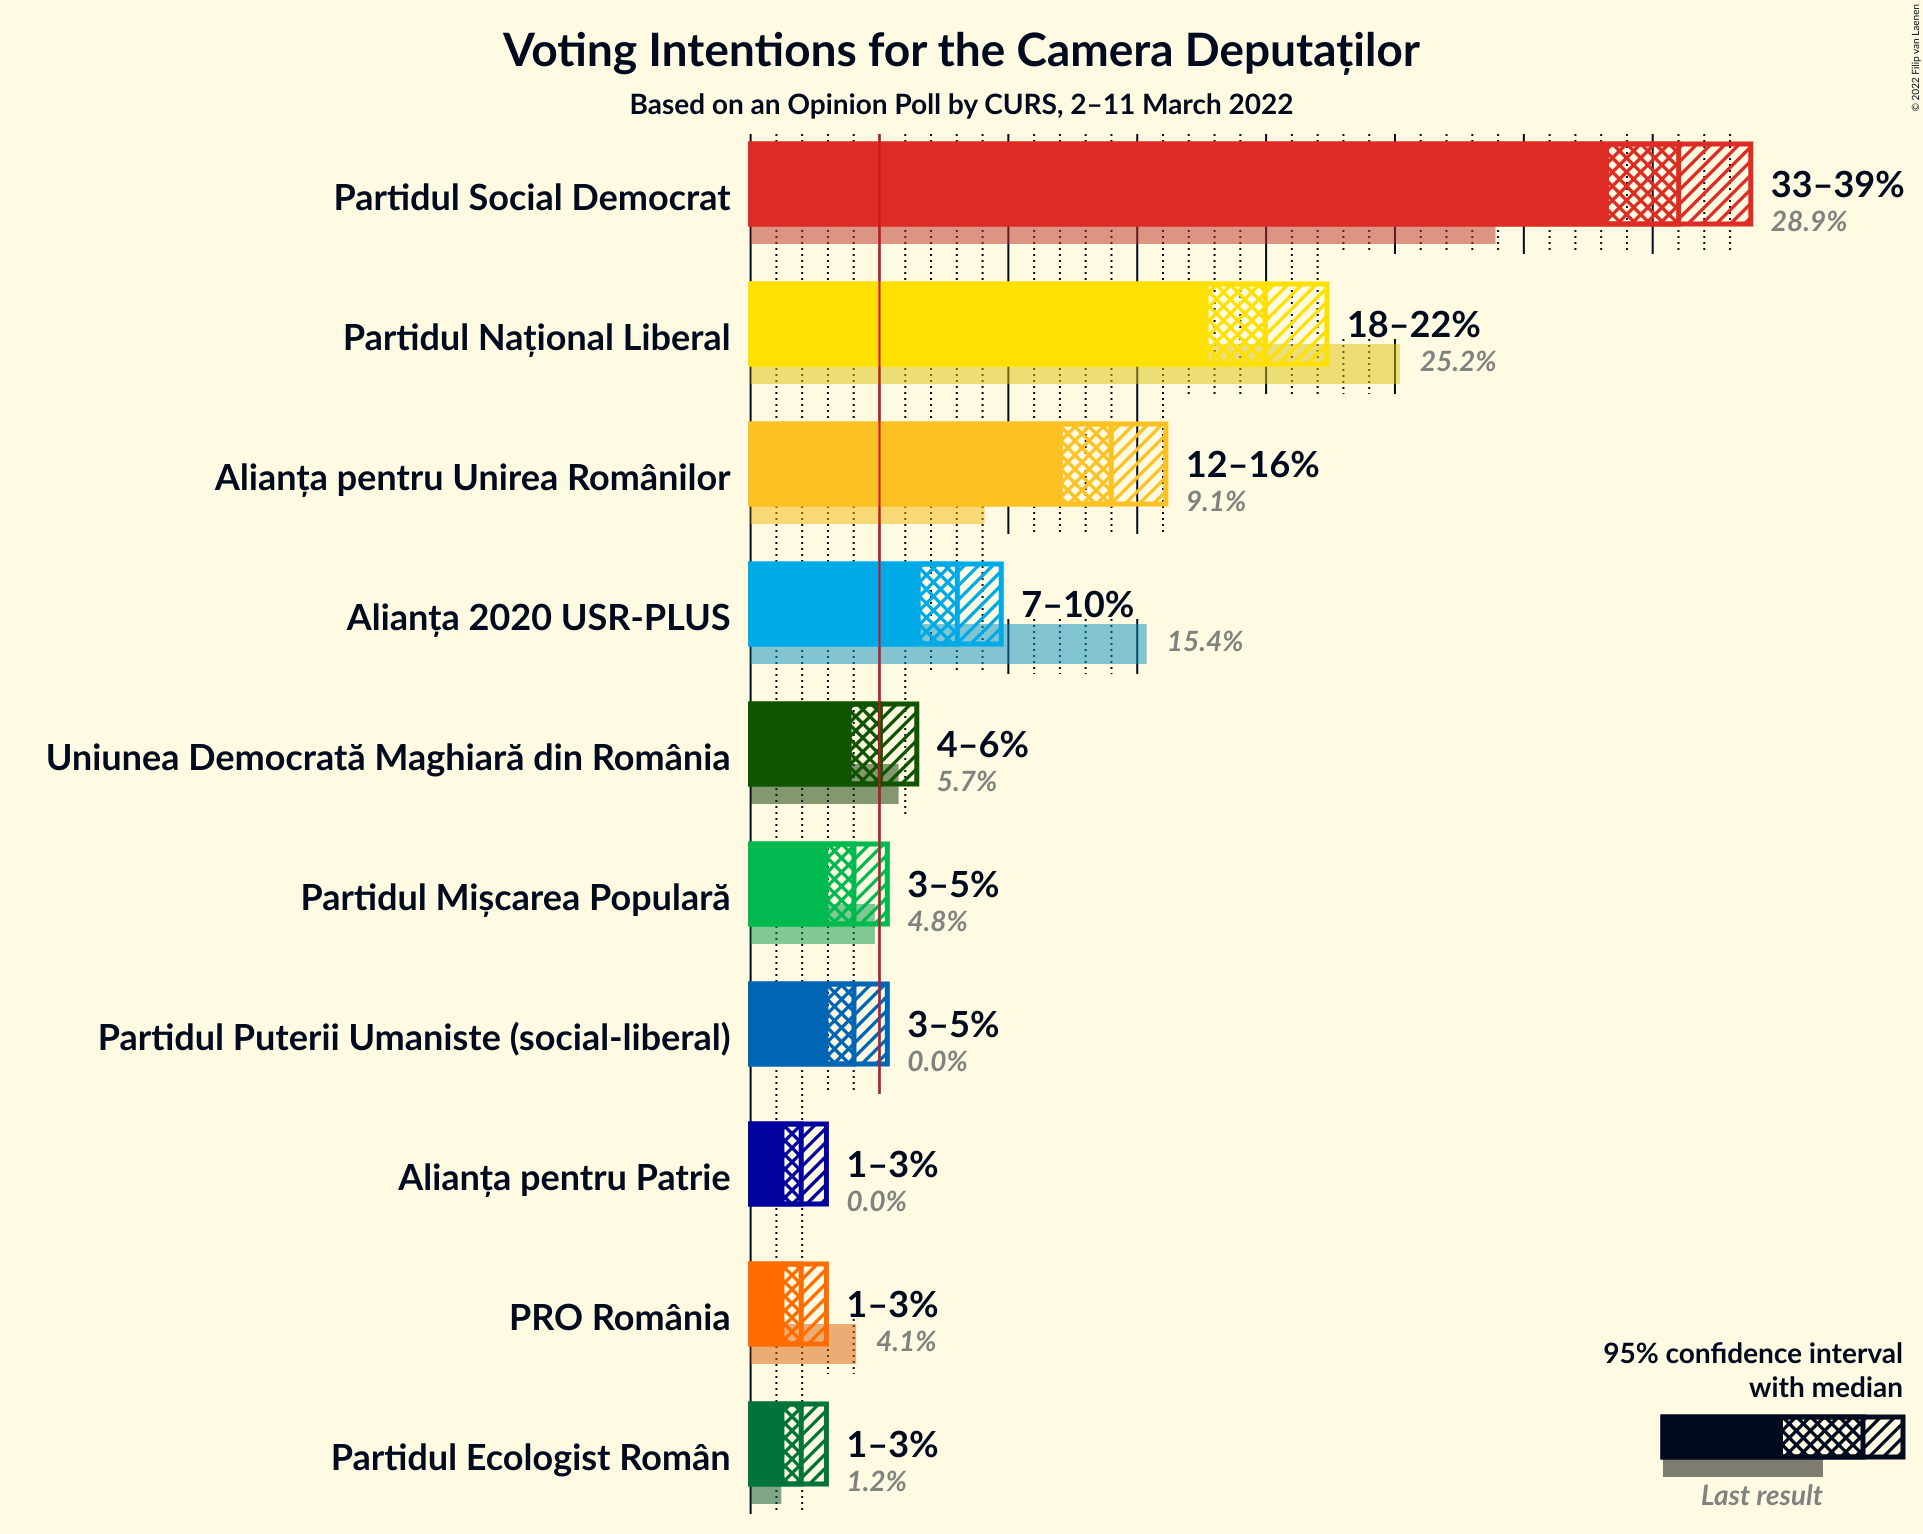 Voting Intentions for the Camera Deputaților
Based on an Opinion Poll by CURS, 2–11 March 2022
© 2022 Filip van Laenen
Partidul Social Democrat
33–39%
28.9%
Partidul Național Liberal
18–22%
25.2%
Alianța pentru Unirea Românilor
12–16%
9.1%
Alianța 2020 USR-PLUS
7–10%
15.4%
Uniunea Democrată Maghiară din România
4–6%
5.7%
Partidul Mișcarea Populară
3–5%
4.8%
Partidul Puterii Umaniste (social-liberal)
3–5%
0.0%
Alianța pentru Patrie
1–3%
0.0%
PRO România
1–3%
4.1%
Partidul Ecologist Român
1–3%
1.2%
95% confidence interval
with median
Last result